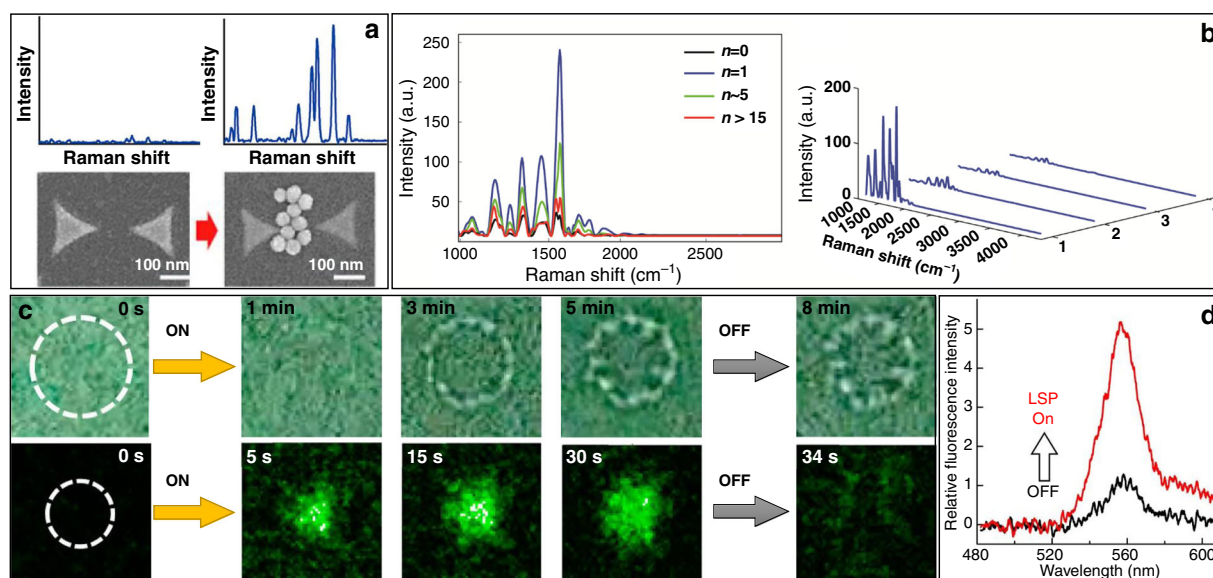 a
Intensity
Intensity
Raman shift
Raman shift
100 nm
100 nm
b
250
200
150
100
50
Intensity (a.u.)
n=0
n=1
n~5
n > 15
1000
1500
2000
2500
Raman shift (cm⁻¹)
200
100
0
Intensity (a.u.)
1000
1500
2000
2500
3000
3500
4000
Raman shift (cm⁻¹)
1
2
3
c
0 s
ON
1 min
3 min
5 min
OFF
8 min
0 s
ON
5 s
15 s
30 s
OFF
34 s
d
5
4
3
2
1
0
Relative fluorescence intensity
LSP
On
OFF
480
520
560
600
Wavelength (nm)